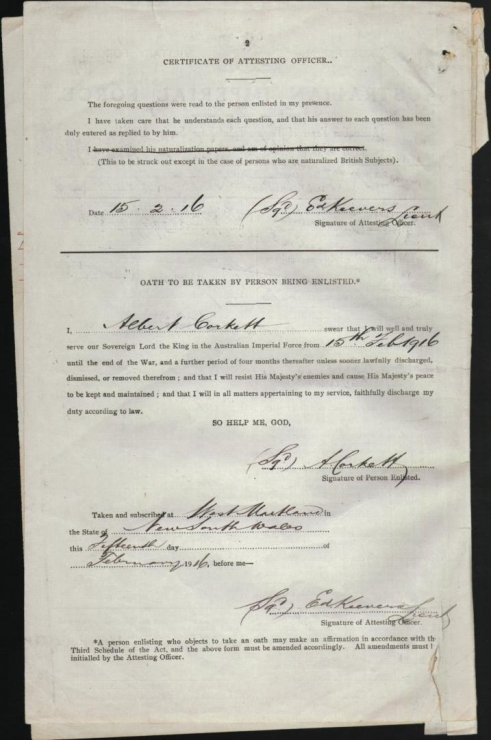 2
CERTIFICATE OF ATTESTING OFFICER.
The foregoing questions were read to the person enlisted in my presence.
I have taken care that he understands each question, and that his answer to each question has been
duly entered as replied to by him.
I have examined his naturalization papers, and am of opinion that they are correct.
(This to be struck out except in the case of persons who are naturalized British Subjects).
Date 15 . 2 . 16 (Sgd) Ed Keevers Lieut
Signature of Attesting Officer.
OATH TO BE TAKEN BY PERSON BEING ENLISTED.*
I, Albert Corkett swear that I will well and truly
serve our Sovereign Lord the King in the Australian Imperial Force from 15th Feb 1916
until the end of the War, and a further period of four months thereafter unless sooner lawfully discharged,
dismissed, or removed therefrom ; and that I will resist His Majesty's enemies and cause His Majesty's peace
to be kept and maintained ; and that I will in all matters appertaining to my service, faithfully discharge my
duty according to law.
SO HELP ME, GOD,
(Sgd) A Corkett
Signature of Person Enlisted.
Taken and subscribed at West Maitland in
the State of New South Wales
this Fifteenth day of
February 1916, before me—
(Sgd) Ed Keevers Lieut
Signature of Attesting Officer.
*A person enlisting who objects to take an oath may make an affirmation in accordance with the
Third Schedule of the Act, and the above form must be amended accordingly. All amendments must
initialled by the Attesting Officer.